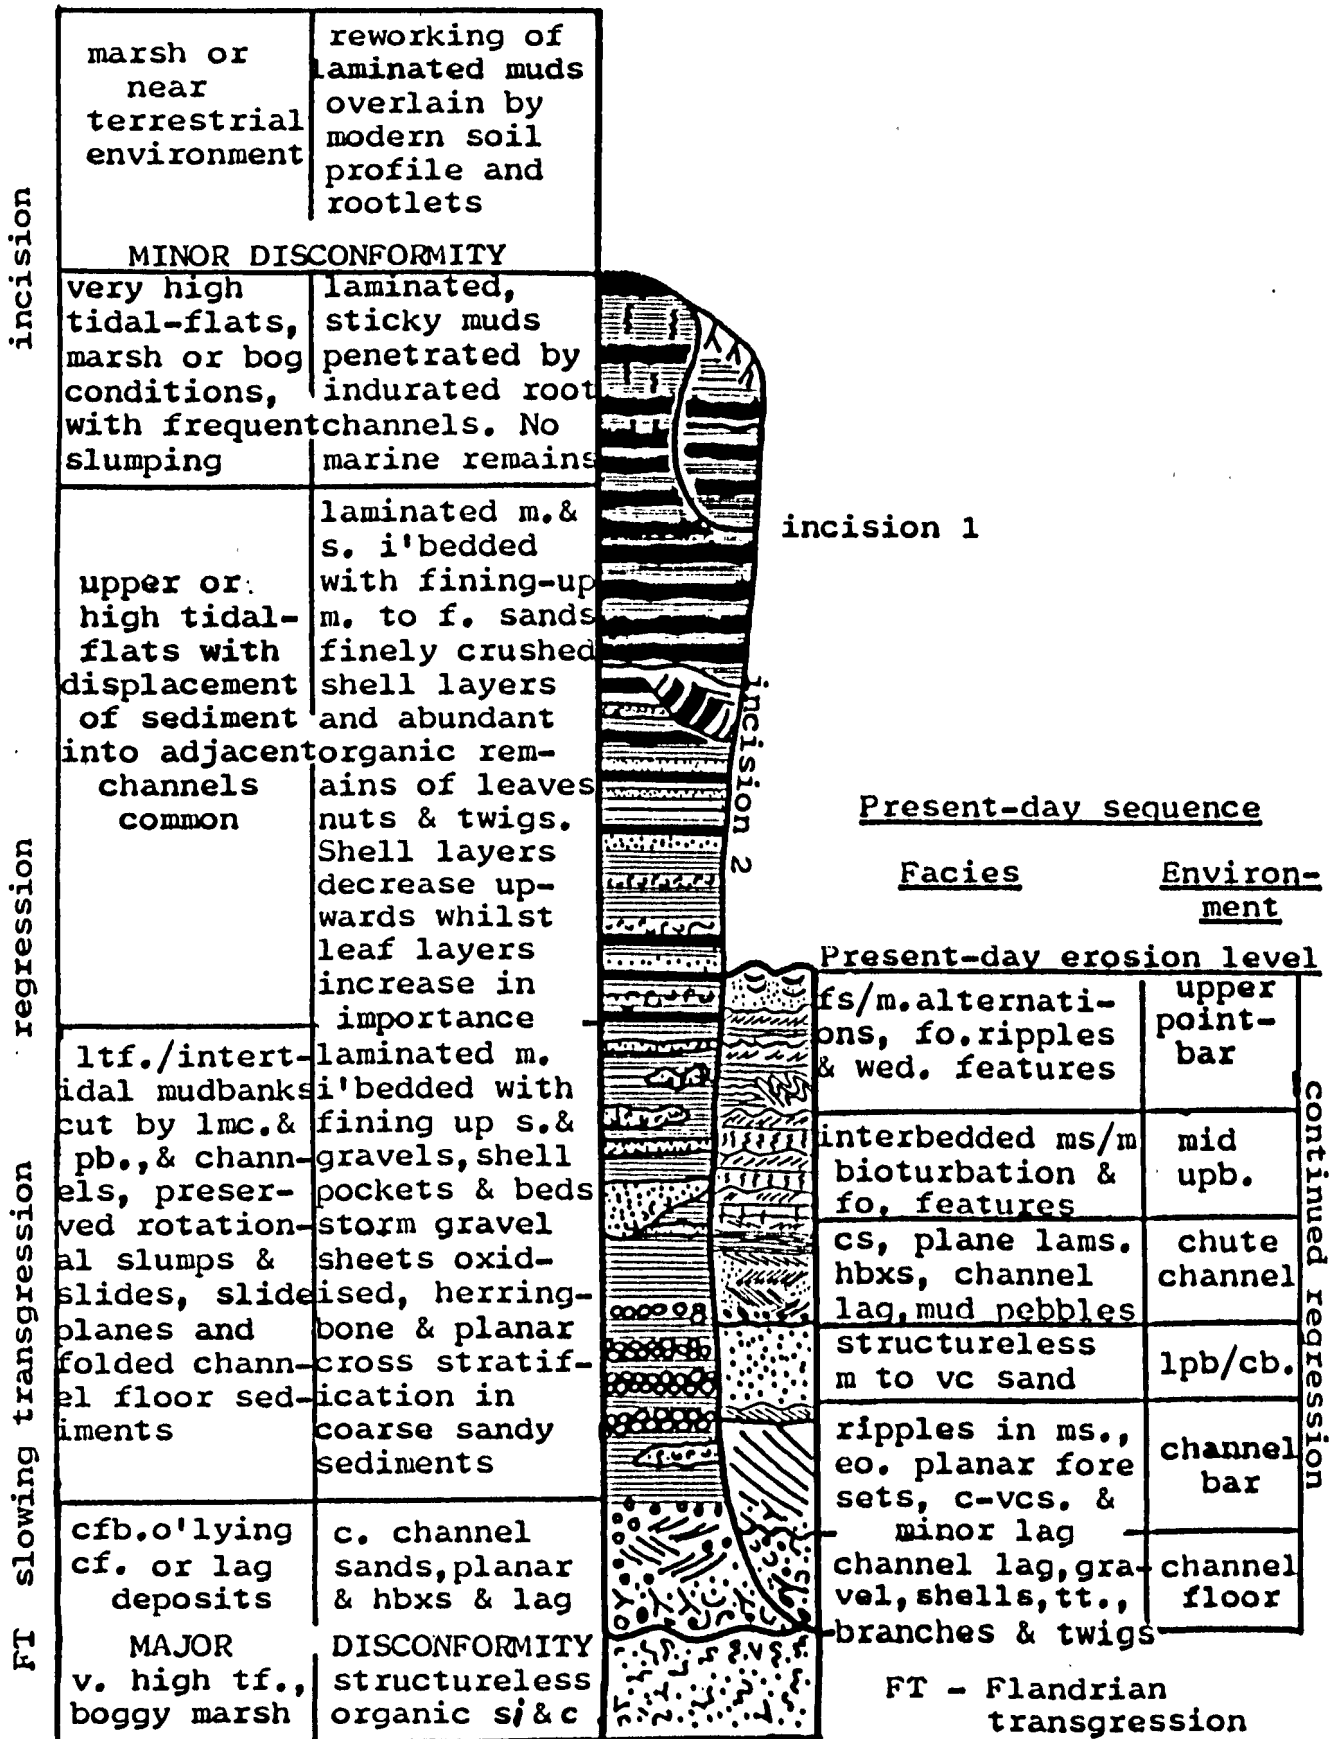 incision
regression
slowing transgression
FT
marsh or
near
terrestrial
environment
reworking of
laminated muds
overlain by
modern soil
profile and
rootlets
MINOR DISCONFORMITY
very high
tidal-flats,
marsh or bog
conditions,
with frequent
slumping
laminated,
sticky muds
penetrated by
indurated root
channels. No
marine remains
upper or
high tidal-
flats with
displacement
of sediment
into adjacent
channels
common
laminated m.&
s. i'bedded
with fining-up
m. to f. sands
finely crushed
shell layers
and abundant
organic rem-
ains of leaves
nuts & twigs.
Shell layers
decrease up-
wards whilst
leaf layers
increase in
importance
ltf./intert-
idal mudbanks
cut by lmc.&
pb.,& chann-
els, preser-
ved rotation-
al slumps &
slides, slide
planes and
folded chann-
el floor sed-
iments
laminated m.
i'bedded with
fining up s.&
gravels,shell
pockets & beds
storm gravel
sheets oxid-
ised, herring-
bone & planar
cross stratif-
ication in
coarse sandy
sediments
cfb.o'lying
cf. or lag
deposits
c. channel
sands,planar
& hbxs & lag
MAJOR DISCONFORMITY
v. high tf.,
boggy marsh
structureless
organic si&c
incision 1
incision 2
Present-day sequence
Facies
Environ-
ment
Present-day erosion level
fs/m.alternati-
ons, fo.ripples
& wed. features
upper
point-
bar
interbedded ms/m
bioturbation &
fo. features
mid
upb.
cs, plane lams.
hbxs, channel
lag,mud pebbles
chute
channel
structureless
m to vc sand
lpb/cb.
ripples in ms.,
eo. planar fore
sets, c-vcs. &
minor lag
channel
bar
channel lag,gra-
vel,shells,tt.,
branches & twigs
channel
floor
continued regression
FT - Flandrian
transgression